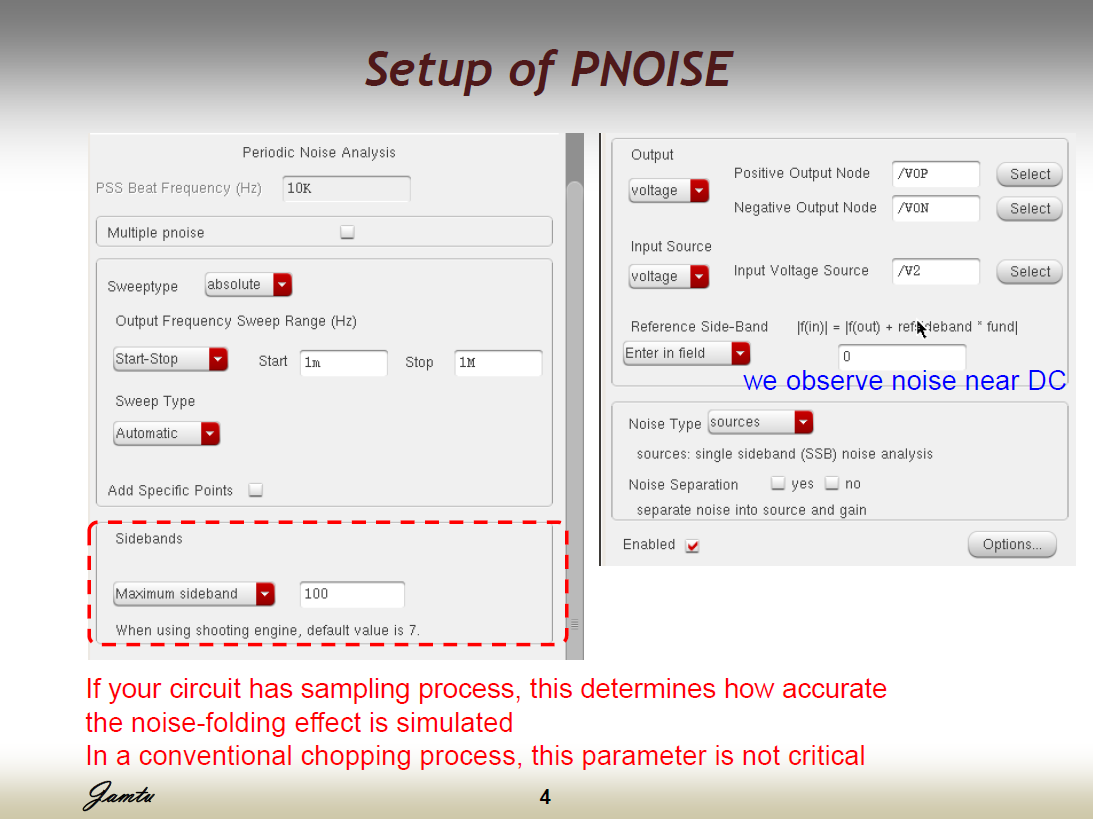 Setup of PNOISE
Periodic Noise Analysis
PSS Beat Frequency (Hz) 10K
Multiple pnoise
Sweeptype absolute
Output Frequency Sweep Range (Hz)
Start-Stop Start 1m Stop 1M
Sweep Type
Automatic
Add Specific Points
Sidebands
Maximum sideband 100
When using shooting engine, default value is 7.
Output
voltage Positive Output Node /VOP Select
Negative Output Node /VON Select
Input Source
voltage Input Voltage Source /V2 Select
Reference Side-Band |f(in)| = |f(out) + refsideband * fund|
Enter in field 0
we observe noise near DC
Noise Type sources
sources: single sideband (SSB) noise analysis
Noise Separation yes no
separate noise into source and gain
Enabled Options...
If your circuit has sampling process, this determines how accurate
the noise-folding effect is simulated
In a conventional chopping process, this parameter is not critical
Jamtu
4